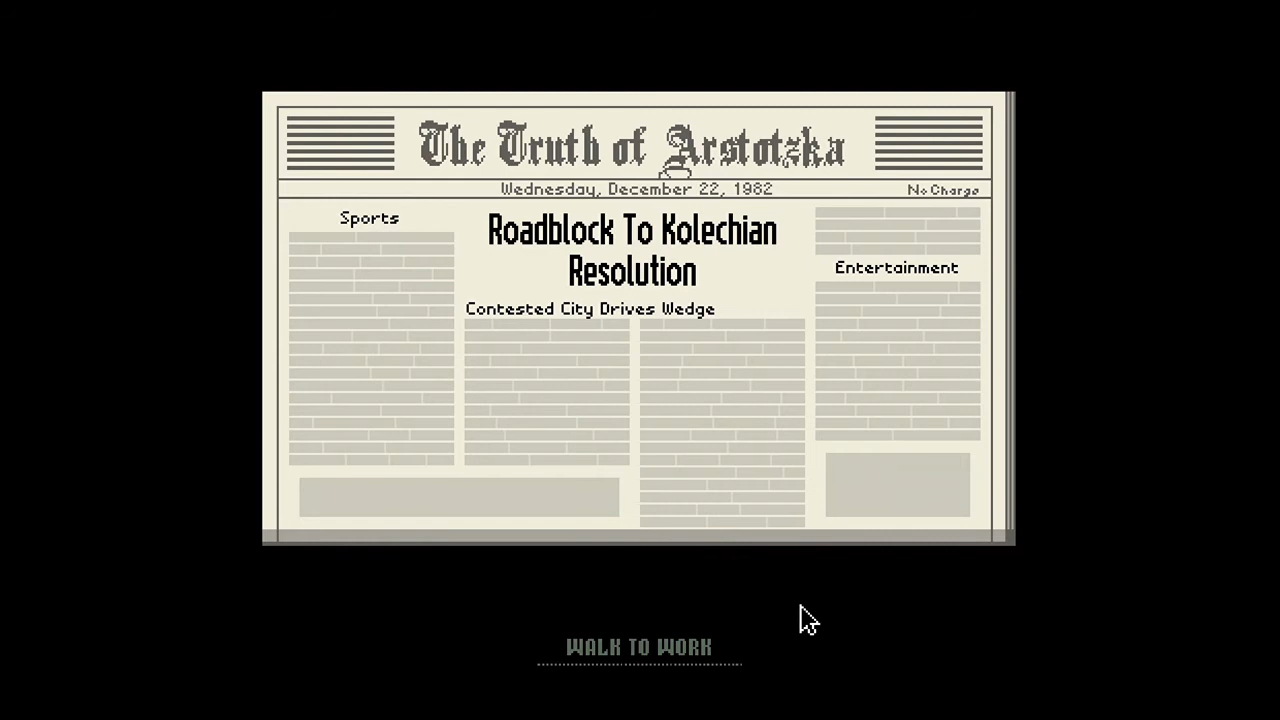 The Truth of Arstotzka
Wednesday, December 22, 1982
No Charge
Sports
Roadblock To Kolechian
Resolution
Contested City Drives Wedge
Entertainment
WALK TO WORK